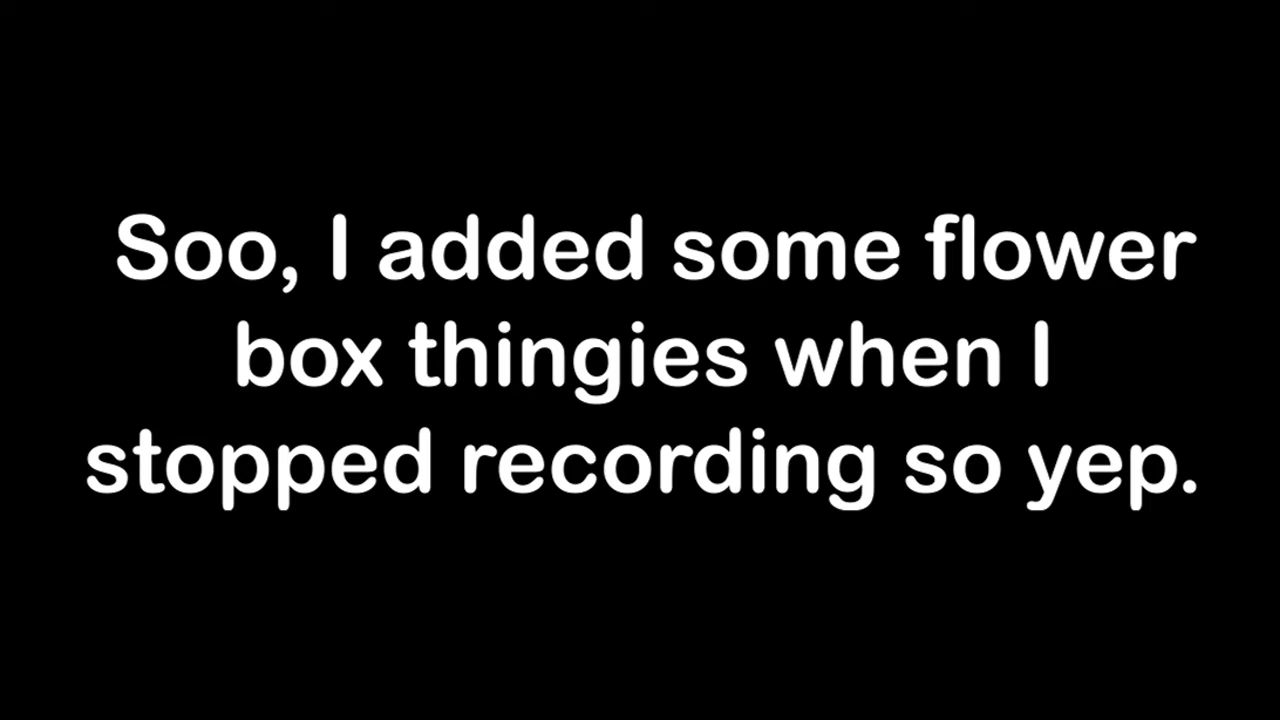 Soo, I added some flower
box thingies when I
stopped recording so yep.